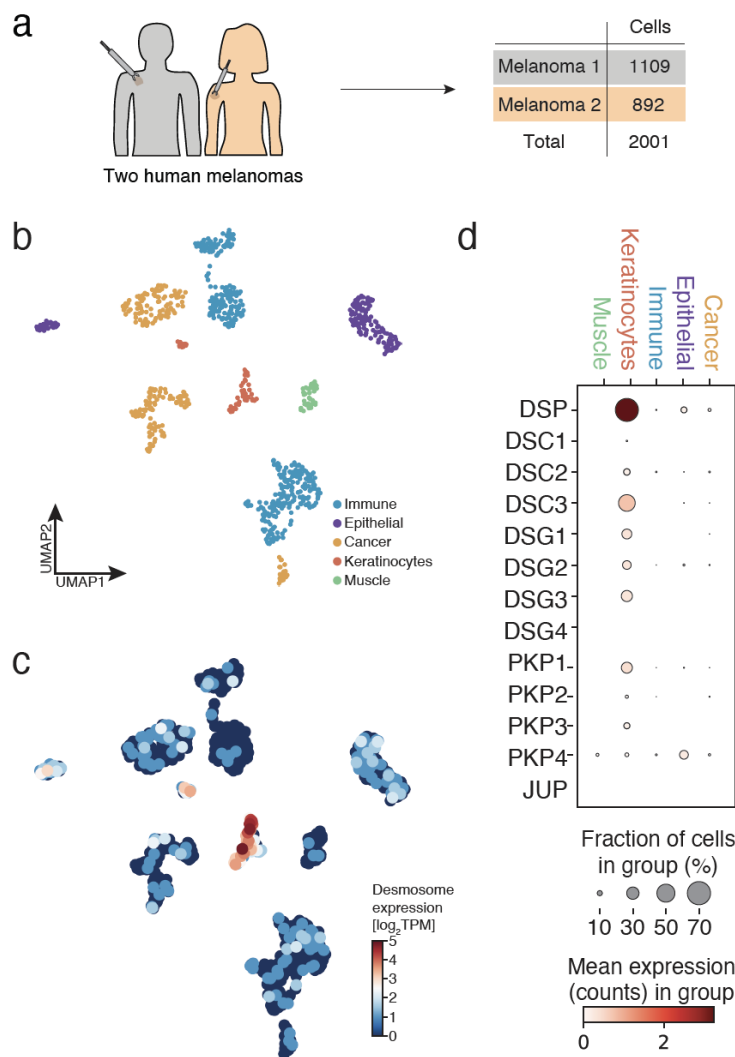 a
Cells
Melanoma 1 1109
Melanoma 2 892
Total 2001
Two human melanomas
b
UMAP2
UMAP1
Immune
Epithelial
Cancer
Keratinocytes
Muscle
c
Desmosome
expression
[log2TPM]
5
4
3
2
1
0
d
Muscle
Keratinocytes
Immune
Epithelial
Cancer
DSP
DSC1
DSC2
DSC3
DSG1
DSG2
DSG3
DSG4
PKP1
PKP2
PKP3
PKP4
JUP
Fraction of cells
in group (%)
10 30 50 70
Mean expression
(counts) in group
0 2